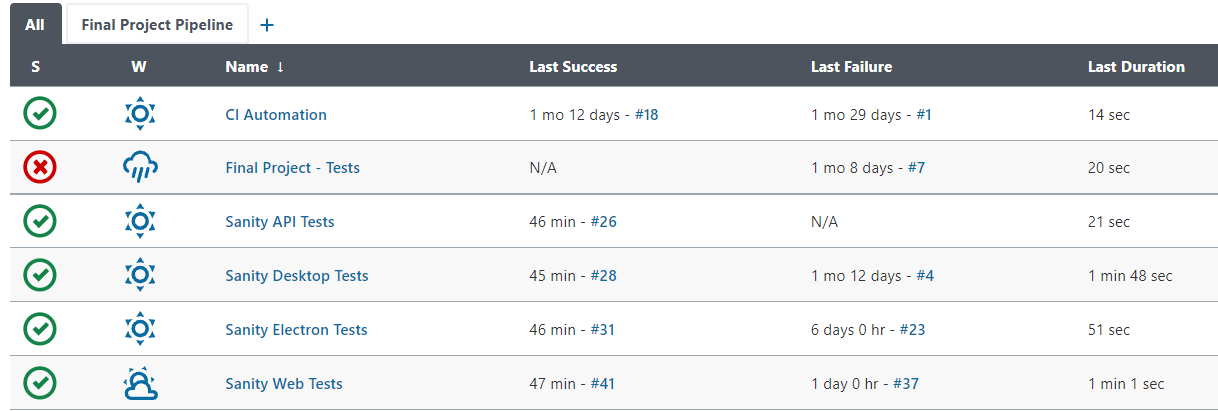 All Final Project Pipeline +
S W Name ↓ Last Success Last Failure Last Duration
CI Automation 1 mo 12 days - #18 1 mo 29 days - #1 14 sec
Final Project - Tests N/A 1 mo 8 days - #7 20 sec
Sanity API Tests 46 min - #26 N/A 21 sec
Sanity Desktop Tests 45 min - #28 1 mo 12 days - #4 1 min 48 sec
Sanity Electron Tests 46 min - #31 6 days 0 hr - #23 51 sec
Sanity Web Tests 47 min - #41 1 day 0 hr - #37 1 min 1 sec